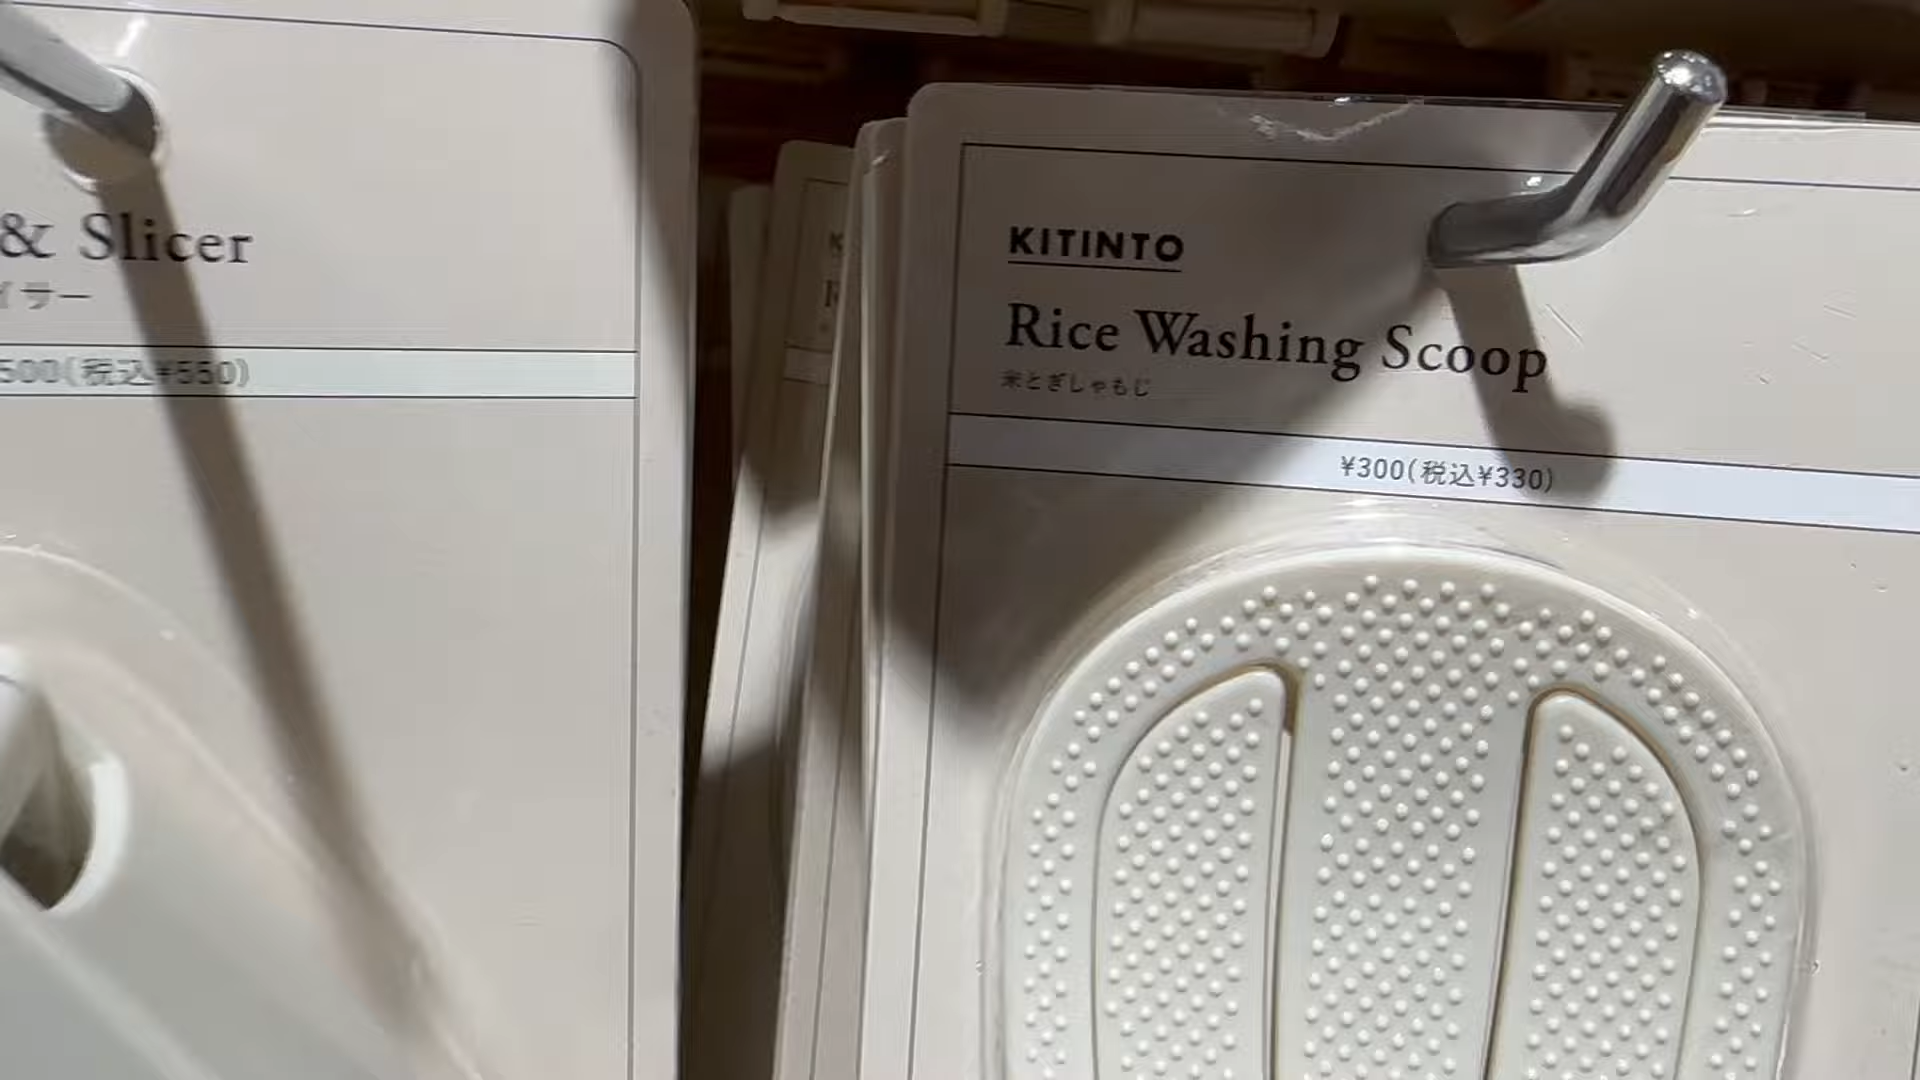 & Slicer
イサー
500(税込¥550)
KITINTO
Rice Washing Scoop
米とぎしゃもじ
¥300(税込¥330)